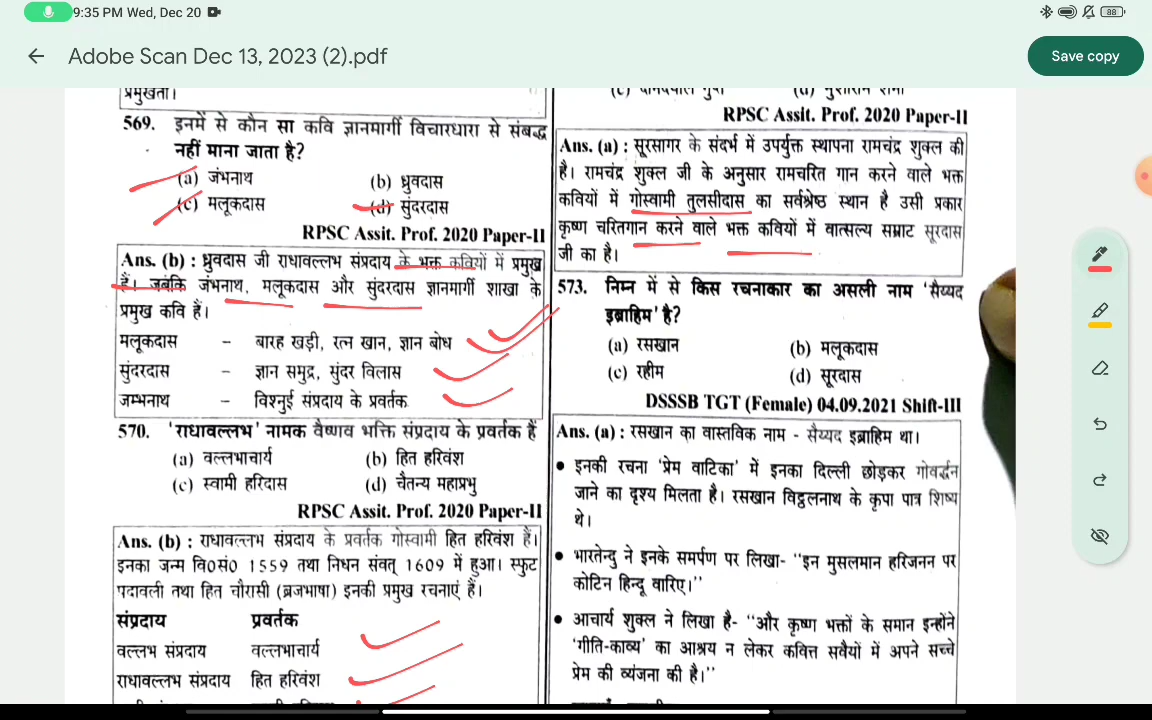 9:35 PM Wed, Dec 20
88
Adobe Scan Dec 13, 2023 (2).pdf
Save copy
प्रमुखता।
569. इनमें से कौन सा कवि ज्ञानमार्गी विचारधारा से संबद्ध
नहीं माना जाता है?
(a) जंभनाथ (b) ध्रुवदास
(c) मलूकदास (d) सुंदरदास
RPSC Assit. Prof. 2020 Paper-II
Ans. (b) : ध्रुवदास जी राधावल्लभ संप्रदाय के भक्त कवियों में प्रमुख
हैं। जबकि जंभनाथ, मलूकदास और सुंदरदास ज्ञानमार्गी शाखा के
प्रमुख कवि हैं।
मलूकदास – बारह खड़ी, रत्न खान, ज्ञान बोध
सुंदरदास – ज्ञान समुद्र, सुंदर विलास
जम्भनाथ – विश्नुई संप्रदाय के प्रवर्तक
570. 'राधावल्लभ' नामक वैष्णव भक्ति संप्रदाय के प्रवर्तक हैं
(a) वल्लभाचार्य (b) हित हरिवंश
(c) स्वामी हरिदास (d) चैतन्य महाप्रभु
RPSC Assit. Prof. 2020 Paper-II
Ans. (b) : राधावल्लभ संप्रदाय के प्रवर्तक गोस्वामी हित हरिवंश हैं।
इनका जन्म वि0सं0 1559 तथा निधन संवत् 1609 में हुआ। स्फुट
पदावली तथा हित चौरासी (ब्रजभाषा) इनकी प्रमुख रचनाएं हैं।
संप्रदाय प्रवर्तक
वल्लभ संप्रदाय वल्लभाचार्य
राधावल्लभ संप्रदाय हित हरिवंश
RPSC Assit. Prof. 2020 Paper-II
Ans. (a) : सूरसागर के संदर्भ में उपर्युक्त स्थापना रामचंद्र शुक्ल की
है। रामचंद्र शुक्ल जी के अनुसार रामचरित गान करने वाले भक्त
कवियों में गोस्वामी तुलसीदास का सर्वश्रेष्ठ स्थान है उसी प्रकार
कृष्ण चरितगान करने वाले भक्त कवियों में वात्सल्य सम्राट सूरदास
जी का है।
573. निम्न में से किस रचनाकार का असली नाम 'सैय्यद
इब्राहिम' है?
(a) रसखान (b) मलूकदास
(c) रहीम (d) सूरदास
DSSSB TGT (Female) 04.09.2021 Shift-III
Ans. (a) : रसखान का वास्तविक नाम - सैय्यद इब्राहिम था।
• इनकी रचना 'प्रेम वाटिका' में इनका दिल्ली छोड़कर गोवर्द्धन
जाने का दृश्य मिलता है। रसखान विट्ठलनाथ के कृपा पात्र शिष्य
थे।
• भारतेन्दु ने इनके समर्पण पर लिखा- "इन मुसलमान हरिजनन पर
कोटिन हिन्दू वारिए।"
• आचार्य शुक्ल ने लिखा है- "और कृष्ण भक्तों के समान इन्होंने
'गीति-काव्य' का आश्रय न लेकर कवित्त सवैयों में अपने सच्चे
प्रेम की व्यंजना की है।"